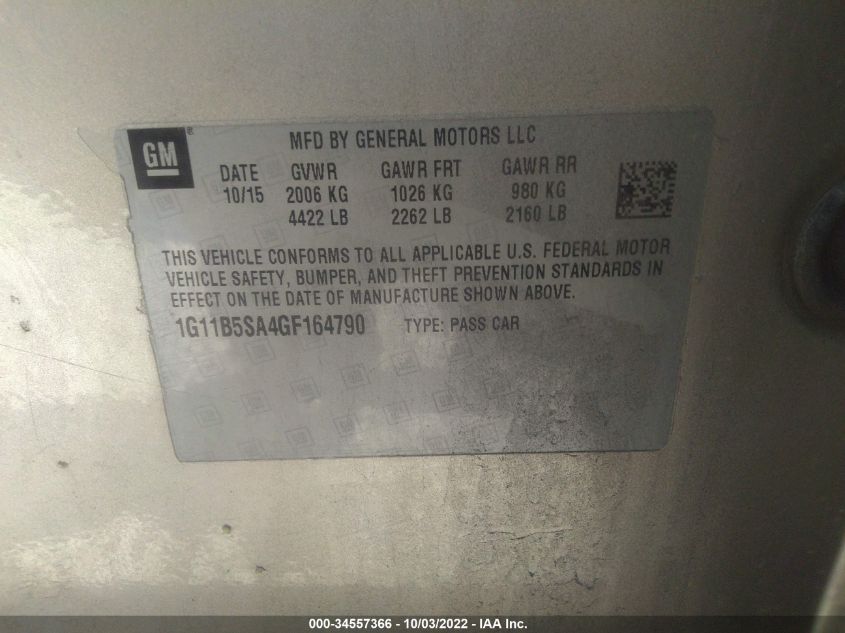 GM ®
MFD BY GENERAL MOTORS LLC
DATE GVWR GAWR FRT GAWR RR
10/15 2006 KG 1026 KG 980 KG
4422 LB 2262 LB 2160 LB
THIS VEHICLE CONFORMS TO ALL APPLICABLE U.S. FEDERAL MOTOR
VEHICLE SAFETY, BUMPER, AND THEFT PREVENTION STANDARDS IN
EFFECT ON THE DATE OF MANUFACTURE SHOWN ABOVE.
1G11B5SA4GF164790 TYPE: PASS CAR
000-34557366 - 10/03/2022 - IAA Inc.